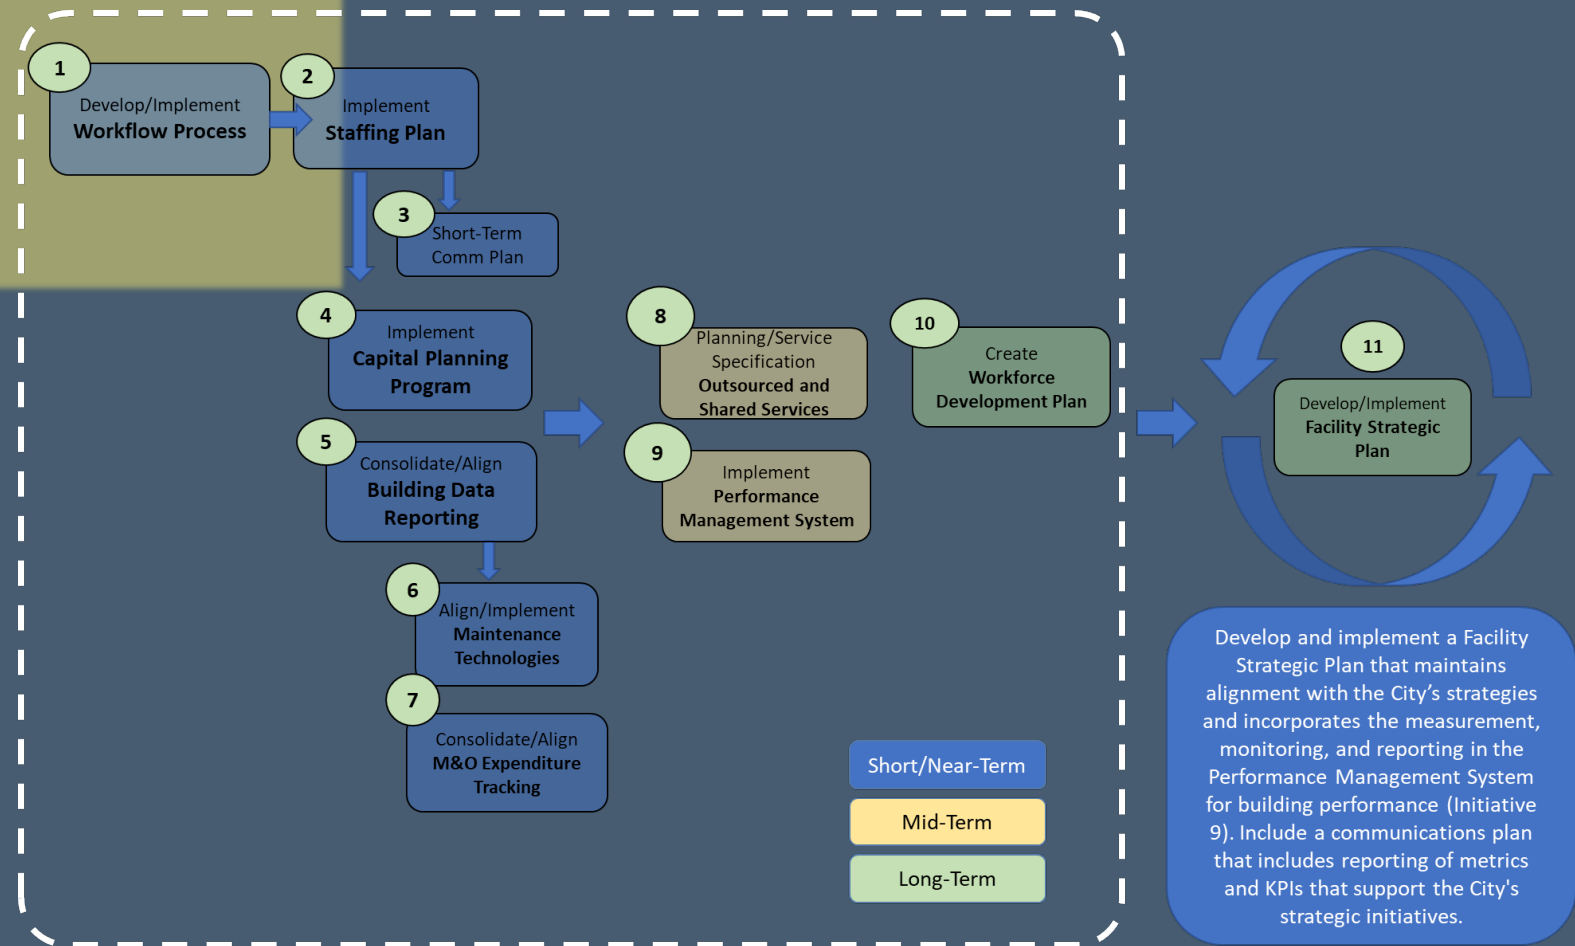 1
Develop/Implement
Workflow Process
2
Implement
Staffing Plan
3
Short-Term
Comm Plan
4
Implement
Capital Planning
Program
5
Consolidate/Align
Building Data
Reporting
6
Align/Implement
Maintenance
Technologies
7
Consolidate/Align
M&O Expenditure
Tracking
8
Planning/Service
Specification
Outsourced and
Shared Services
9
Implement
Performance
Management System
10
Create
Workforce
Development Plan
11
Develop/Implement
Facility Strategic
Plan
Short/Near-Term
Mid-Term
Long-Term
Develop and implement a Facility
Strategic Plan that maintains
alignment with the City’s strategies
and incorporates the measurement,
monitoring, and reporting in the
Performance Management System
for building performance (Initiative
9). Include a communications plan
that includes reporting of metrics
and KPIs that support the City's
strategic initiatives.